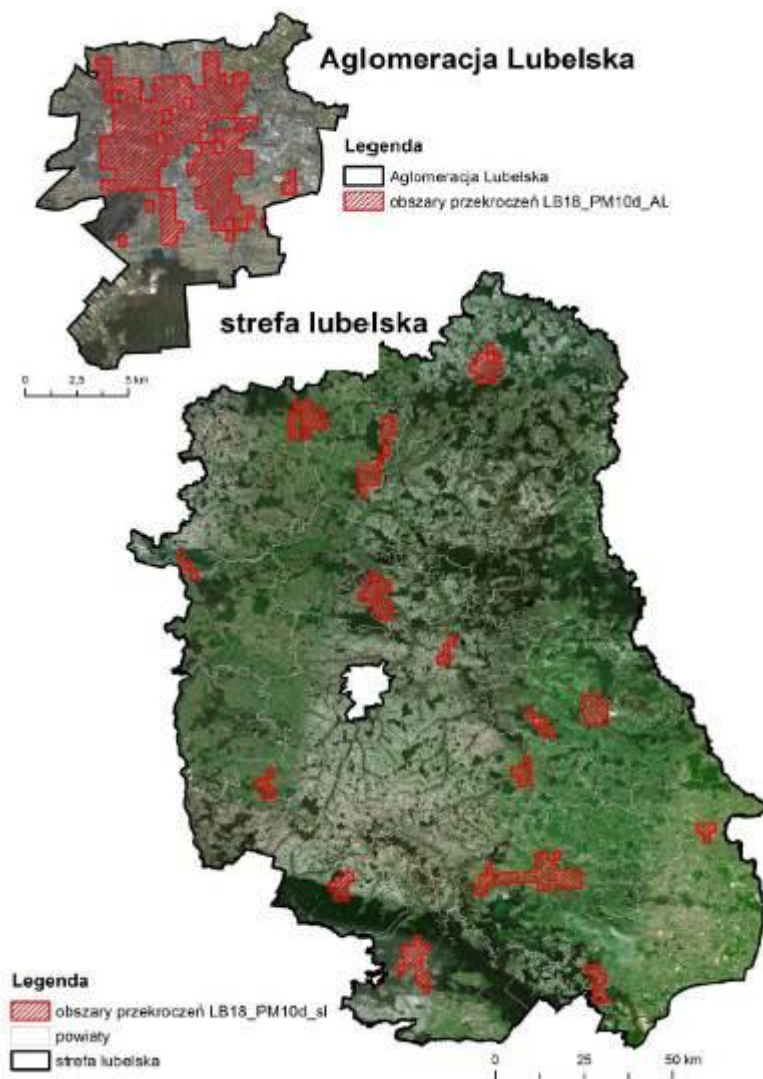 Aglomeracja Lubelska
Legenda
Aglomeracja Lubelska
obszary przekroczeń LB18_PM10d_AL
0 2,5 5 km
strefa lubelska
Legenda
obszary przekroczeń LB18_PM10d_sl
powiaty
strefa lubelska
0 25 50 km